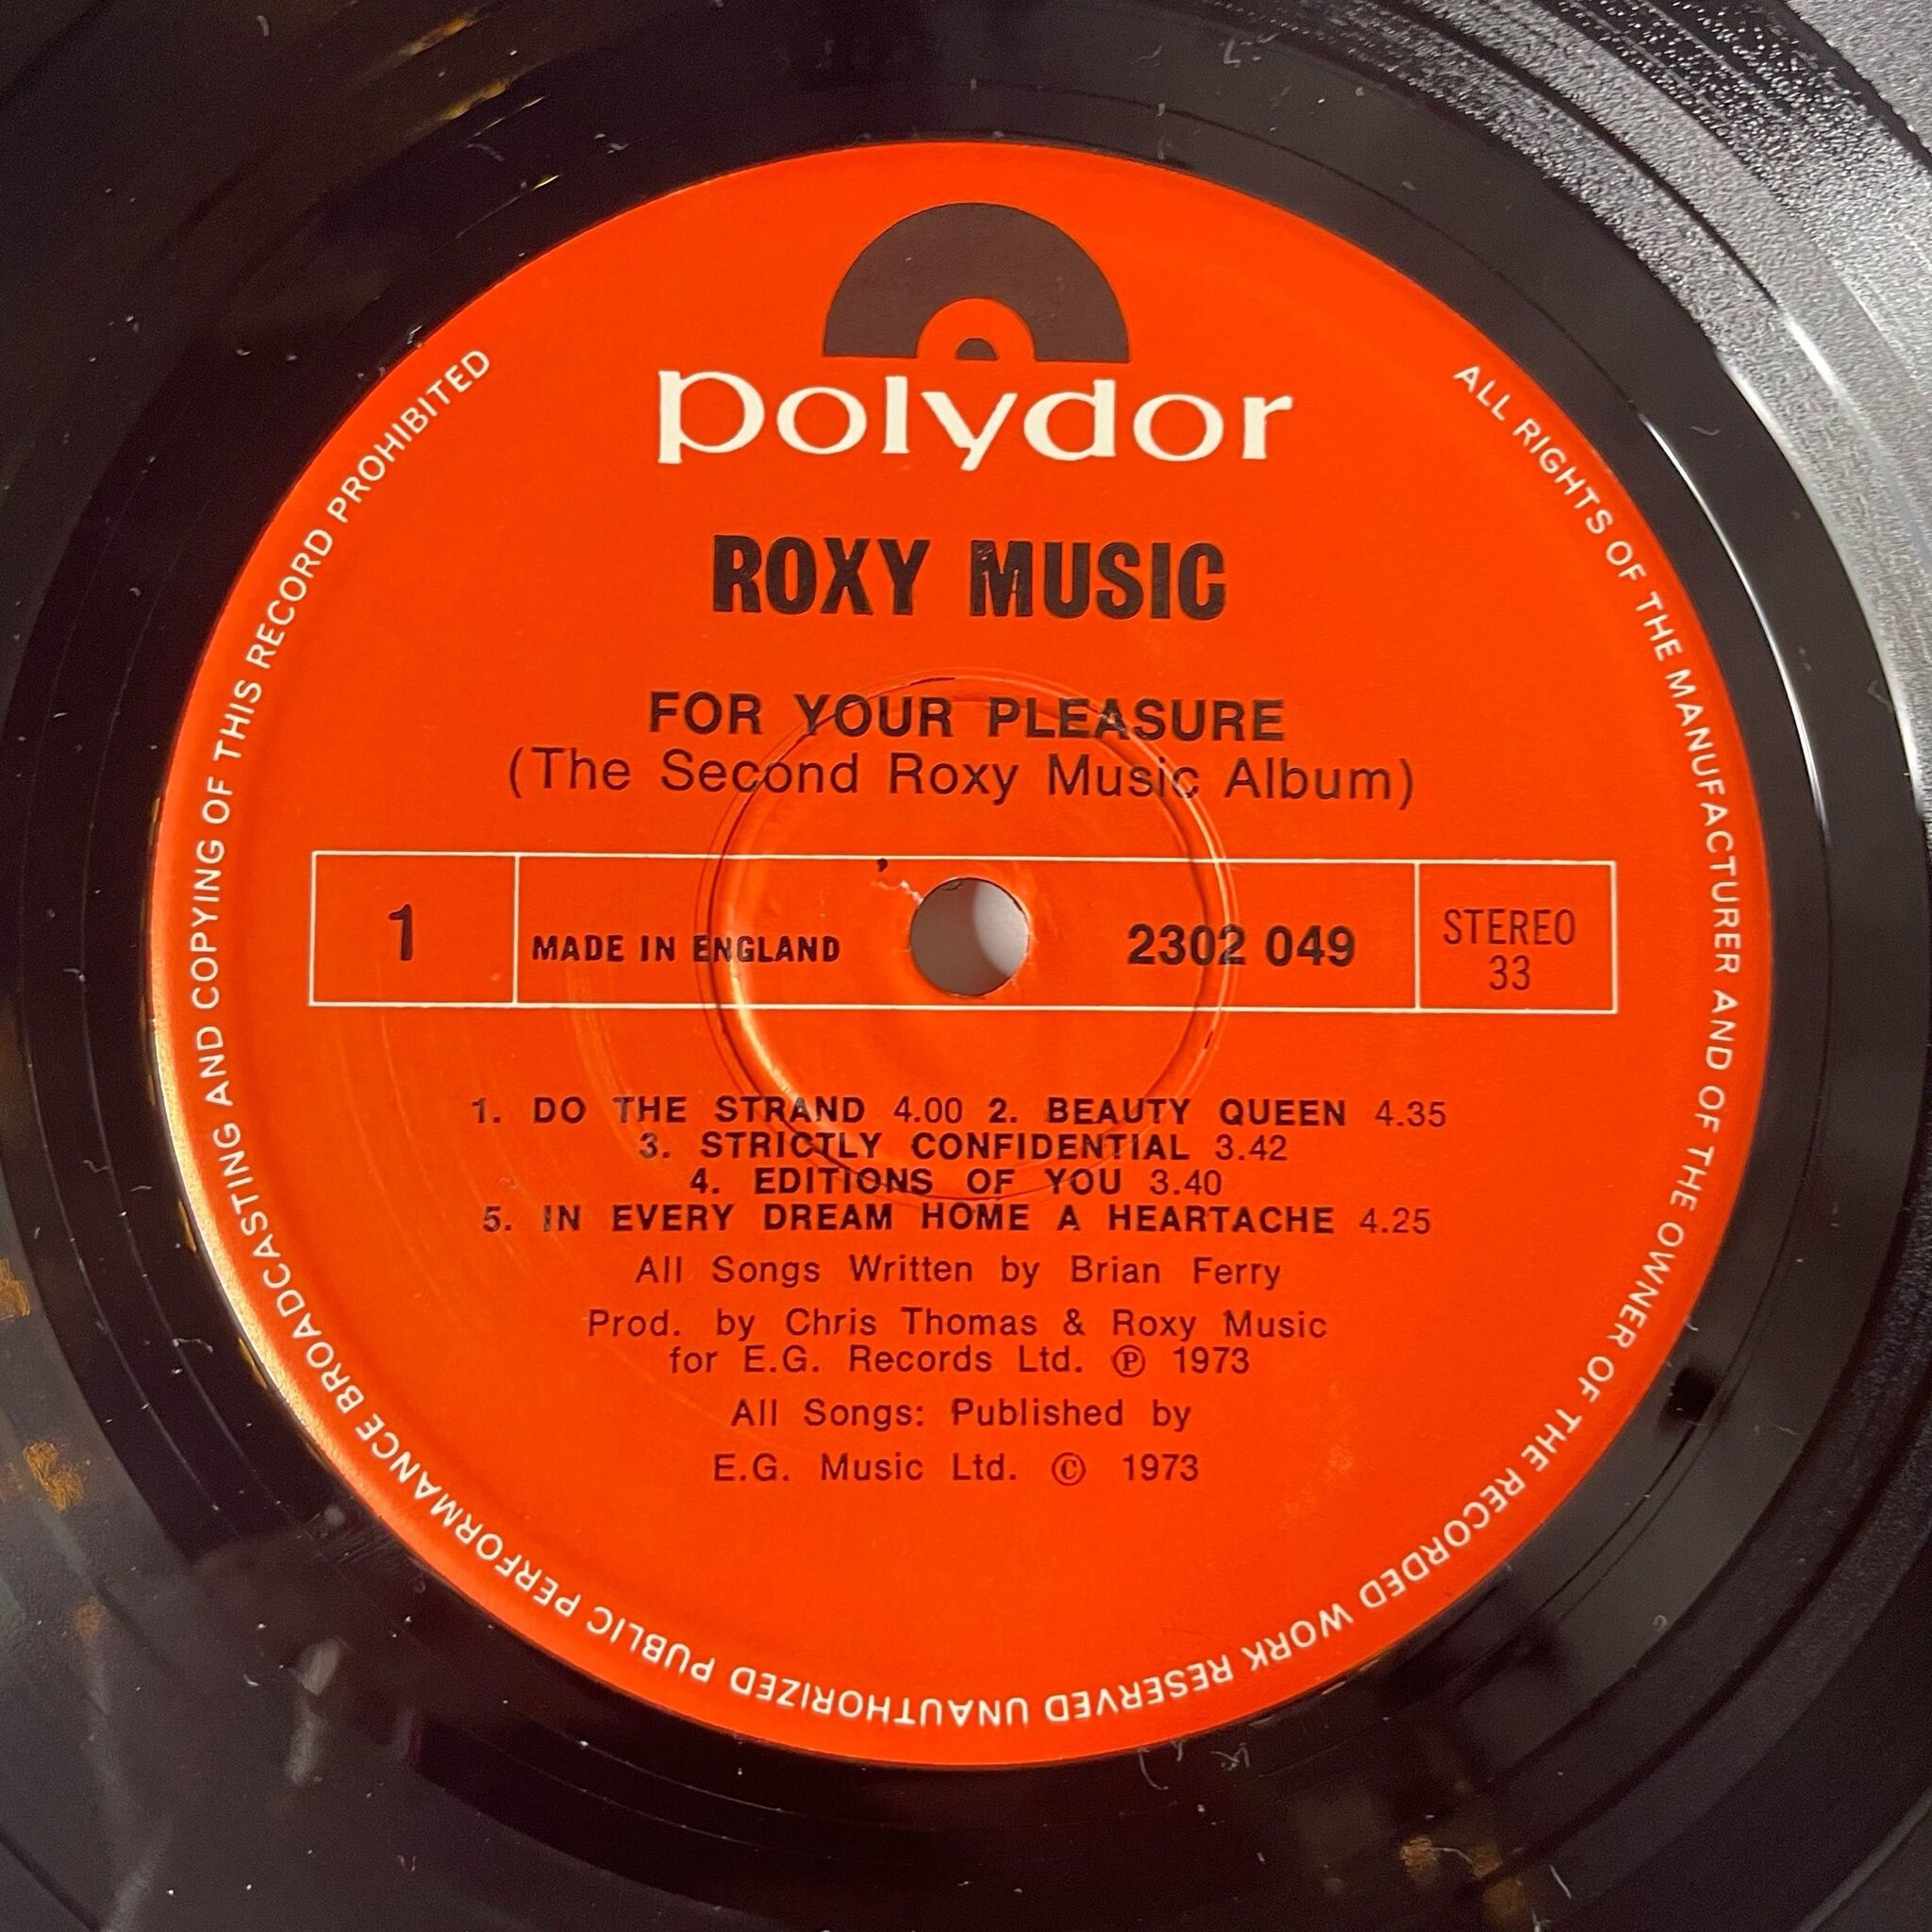 polydor
ROXY MUSIC
FOR YOUR PLEASURE
(The Second Roxy Music Album)
1
MADE IN ENGLAND
2302 049
STEREO
33
1. DO THE STRAND 4.00 2. BEAUTY QUEEN 4.35
3. STRICTLY CONFIDENTIAL 3.42
4. EDITIONS OF YOU 3.40
5. IN EVERY DREAM HOME A HEARTACHE 4.25
All Songs Written by Brian Ferry
Prod. by Chris Thomas & Roxy Music
for E.G. Records Ltd. ℗ 1973
All Songs: Published by
E.G. Music Ltd. © 1973
ALL RIGHTS OF THE MANUFACTURER AND OF THE OWNER OF THE RECORDED WORK RESERVED UNAUTHORIZED PUBLIC PERFORMANCE BROADCASTING AND COPYING OF THIS RECORD PROHIBITED